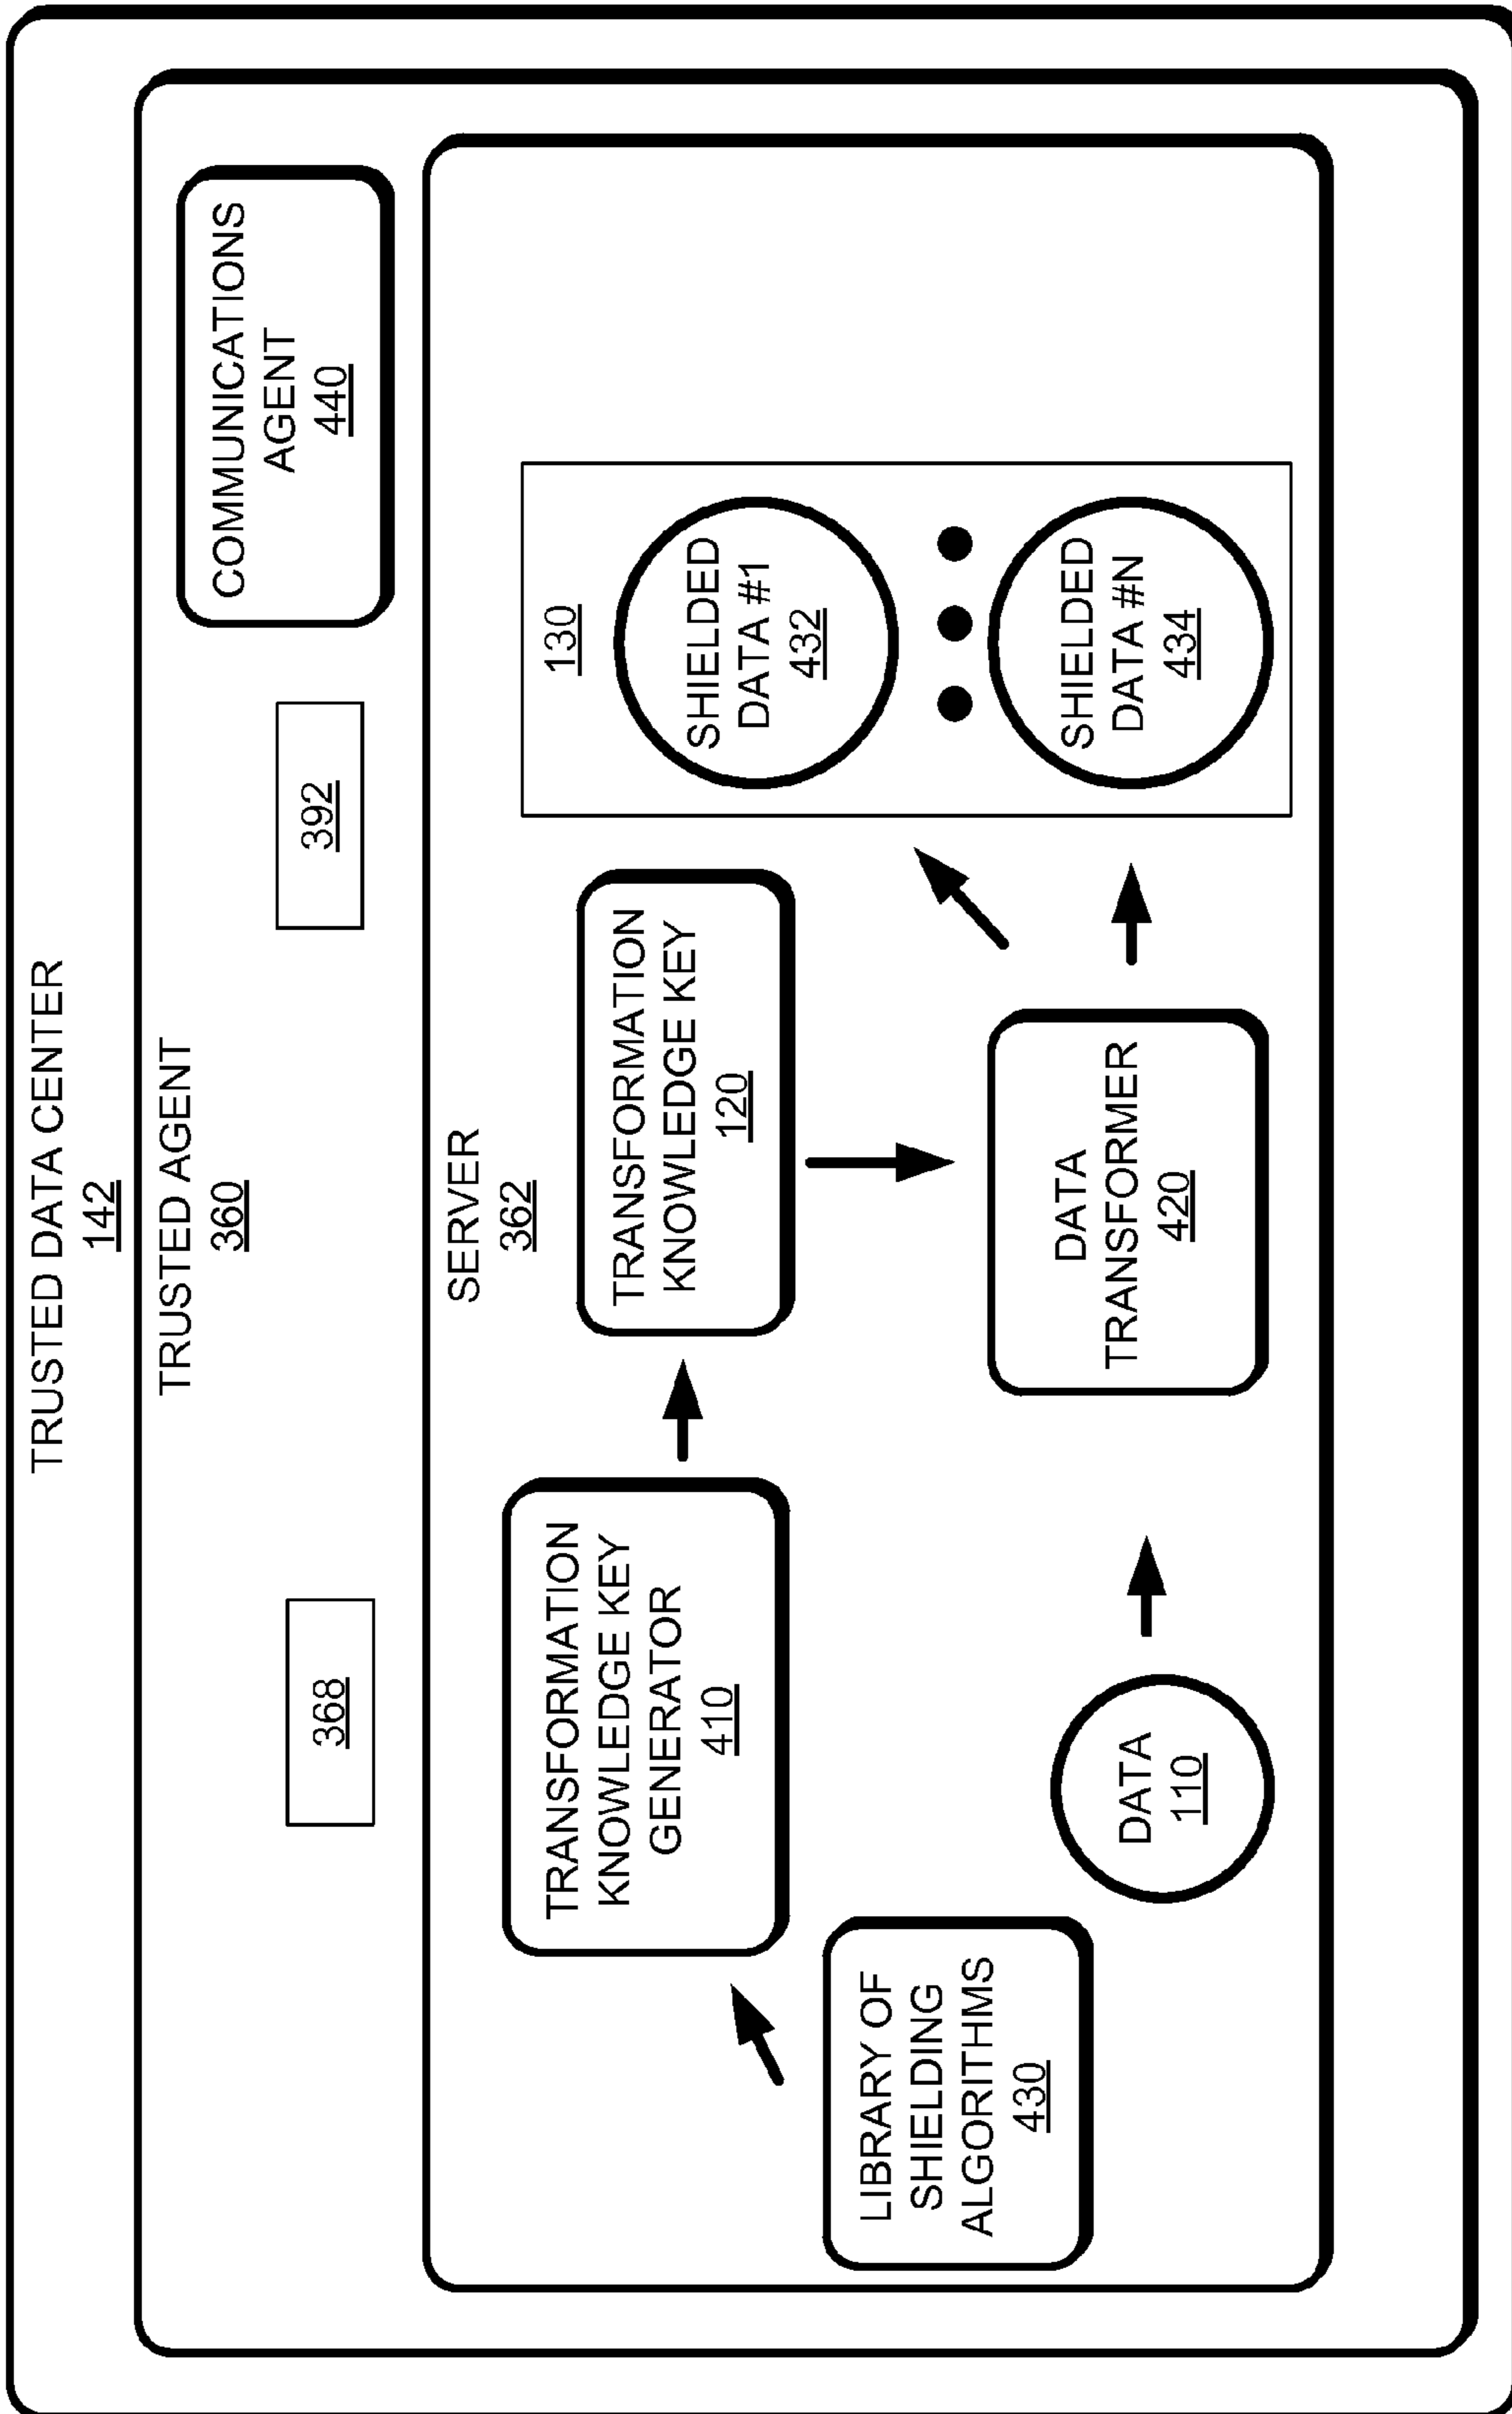 TRUSTED DATA CENTER
142
TRUSTED AGENT
360
368
392
COMMUNICATIONS
AGENT
440
SERVER
362
TRANSFORMATION
KNOWLEDGE KEY
GENERATOR
410
TRANSFORMATION
KNOWLEDGE KEY
120
130
SHIELDED
DATA #1
432
SHIELDED
DATA #N
434
LIBRARY OF
SHIELDING
ALGORITHMS
430
DATA
110
DATA
TRANSFORMER
420